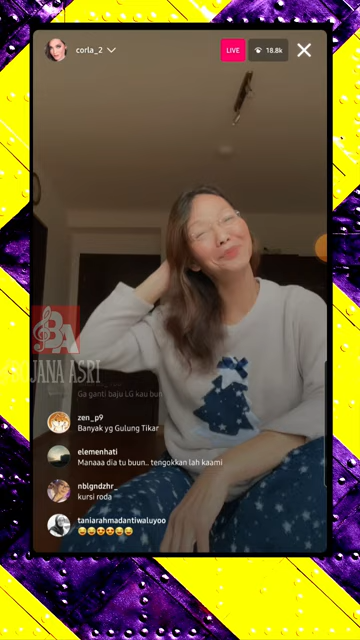 corla_2
LIVE
18.8k
BA
JANA ASRI
Ga ganti baju LG kau bun
zen_p9
Banyak yg Gulung Tikar
elemenhati
Manaaa dia tu buun.. tengokkan lah kaami
nblgndzhr_
kursi roda
taniarahmadantiwaluyoo
😂😂😍😍😂😂